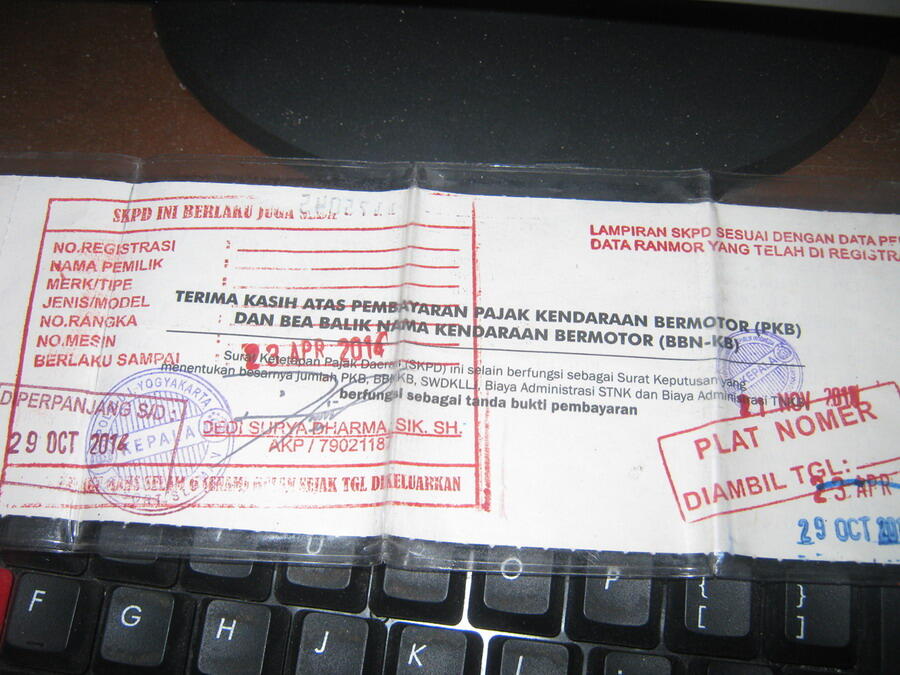 SKPD INI BERLAKU JUGA
NO.REGISTRASI :
NAMA PEMILIK :
MERK/TIPE :
JENIS/MODEL :
NO.RANGKA :
NO.MESIN :
BERLAKU SAMPAI :
23 APR 2014
TERIMA KASIH ATAS PEMBAYARAN PAJAK KENDARAAN BERMOTOR (PKB)
DAN BEA BALIK NAMA KENDARAAN BERMOTOR (BBN-KB)
Surat Ketetapan Pajak Daerah (SKPD) ini selain berfungsi sebagai Surat Keputusan yang
menentukan besarnya jumlah PKB, BBN-KB, SWDKLLJ, Biaya Administrasi STNK dan Biaya Administrasi
berfungsi sebagai tanda bukti pembayaran
DIPERPANJANG S/D :
29 OCT 2014
YOGYAKARTA
KEPALA
DEDI SURYA DHARMA, SIK. SH.
AKP / 79021187
SEJAK TGL DIKELUARKAN
LAMPIRAN SKPD SESUAI DENGAN DATA
DATA RANMOR YANG TELAH DI
KEPALA
NOV
PLAT NOMER
DIAMBIL TGL:
23 APR
29 OCT
O
P
{
[
}
]
F
G
H
J
K
L